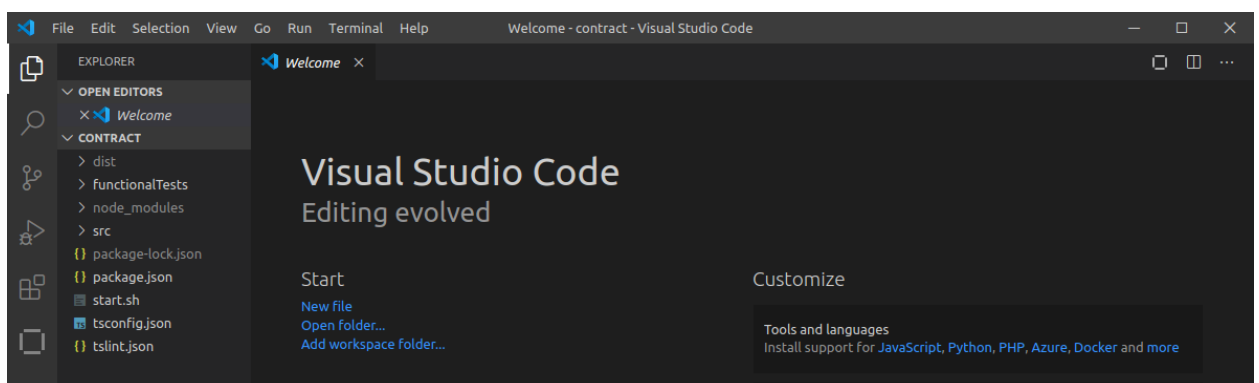 File Edit Selection View Go Run Terminal Help Welcome - contract - Visual Studio Code
EXPLORER
Welcome
OPEN EDITORS
Welcome
CONTRACT
dist
functionalTests
node_modules
src
{} package-lock.json
{} package.json
start.sh
TS tsconfig.json
{} tslint.json
Visual Studio Code
Editing evolved
Start
New file
Open folder...
Add workspace folder...
Customize
Tools and languages
Install support for JavaScript, Python, PHP, Azure, Docker and more